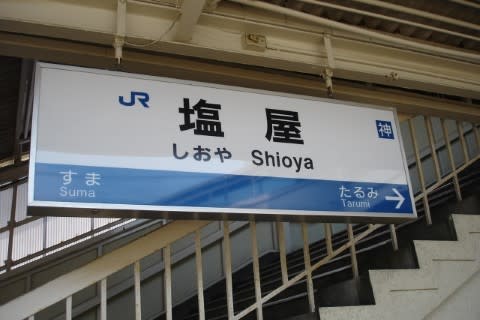 JR 塩屋 神
しおや Shioya
すま たるみ →
Suma Tarumi